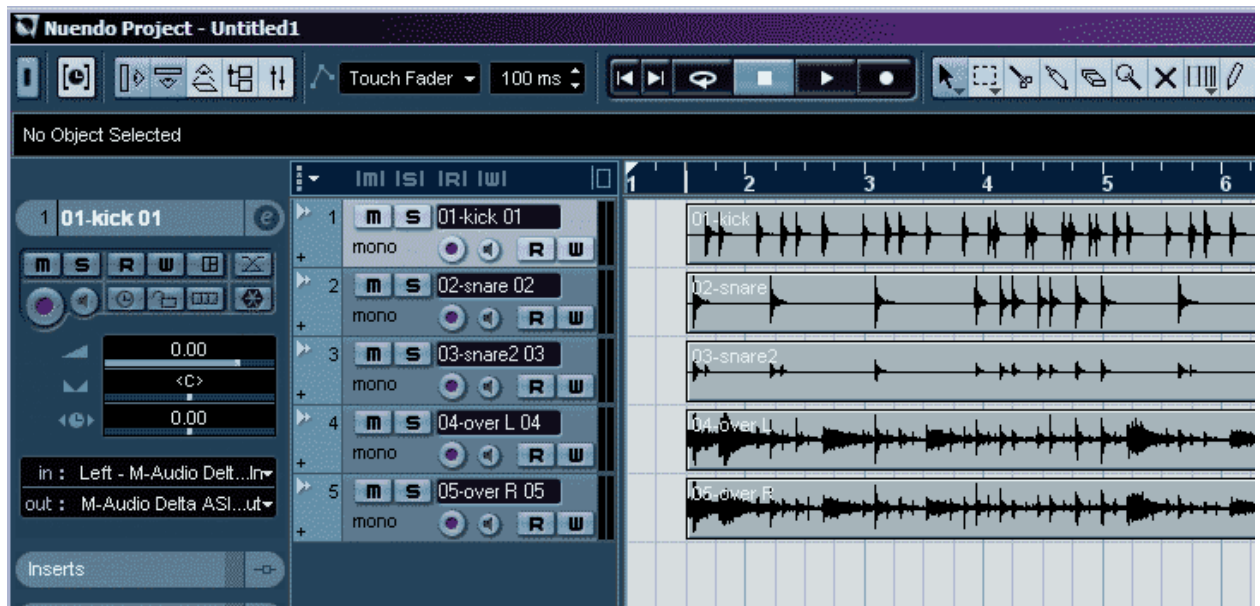 Nuendo Project - Untitled1
Touch Fader 100 ms
No Object Selected
|m| |S| |R| |W|
1 2 3 4 5 6
1 01-kick 01 e
m S R W
0.00
<C>
0.00
in : Left - M-Audio Delt...In
out : M-Audio Delta ASI...ut
Inserts
1 m S 01-kick 01
mono R W
2 m S 02-snare 02
mono R W
3 m S 03-snare2 03
mono R W
4 m S 04-over L 04
mono R W
5 m S 05-over R 05
mono R W
01-kick
02-snare
03-snare2
04-over L
05-over R